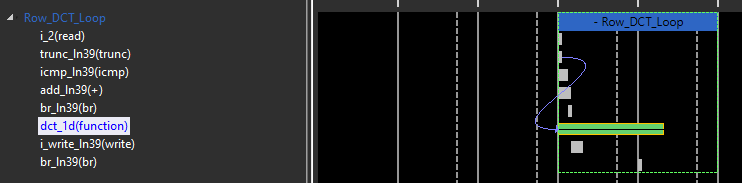 Row_DCT_Loop
i_2(read)
trunc_ln39(trunc)
icmp_ln39(icmp)
add_ln39(+)
br_ln39(br)
dct_1d(function)
i_write_ln39(write)
br_ln39(br)
- Row_DCT_Loop